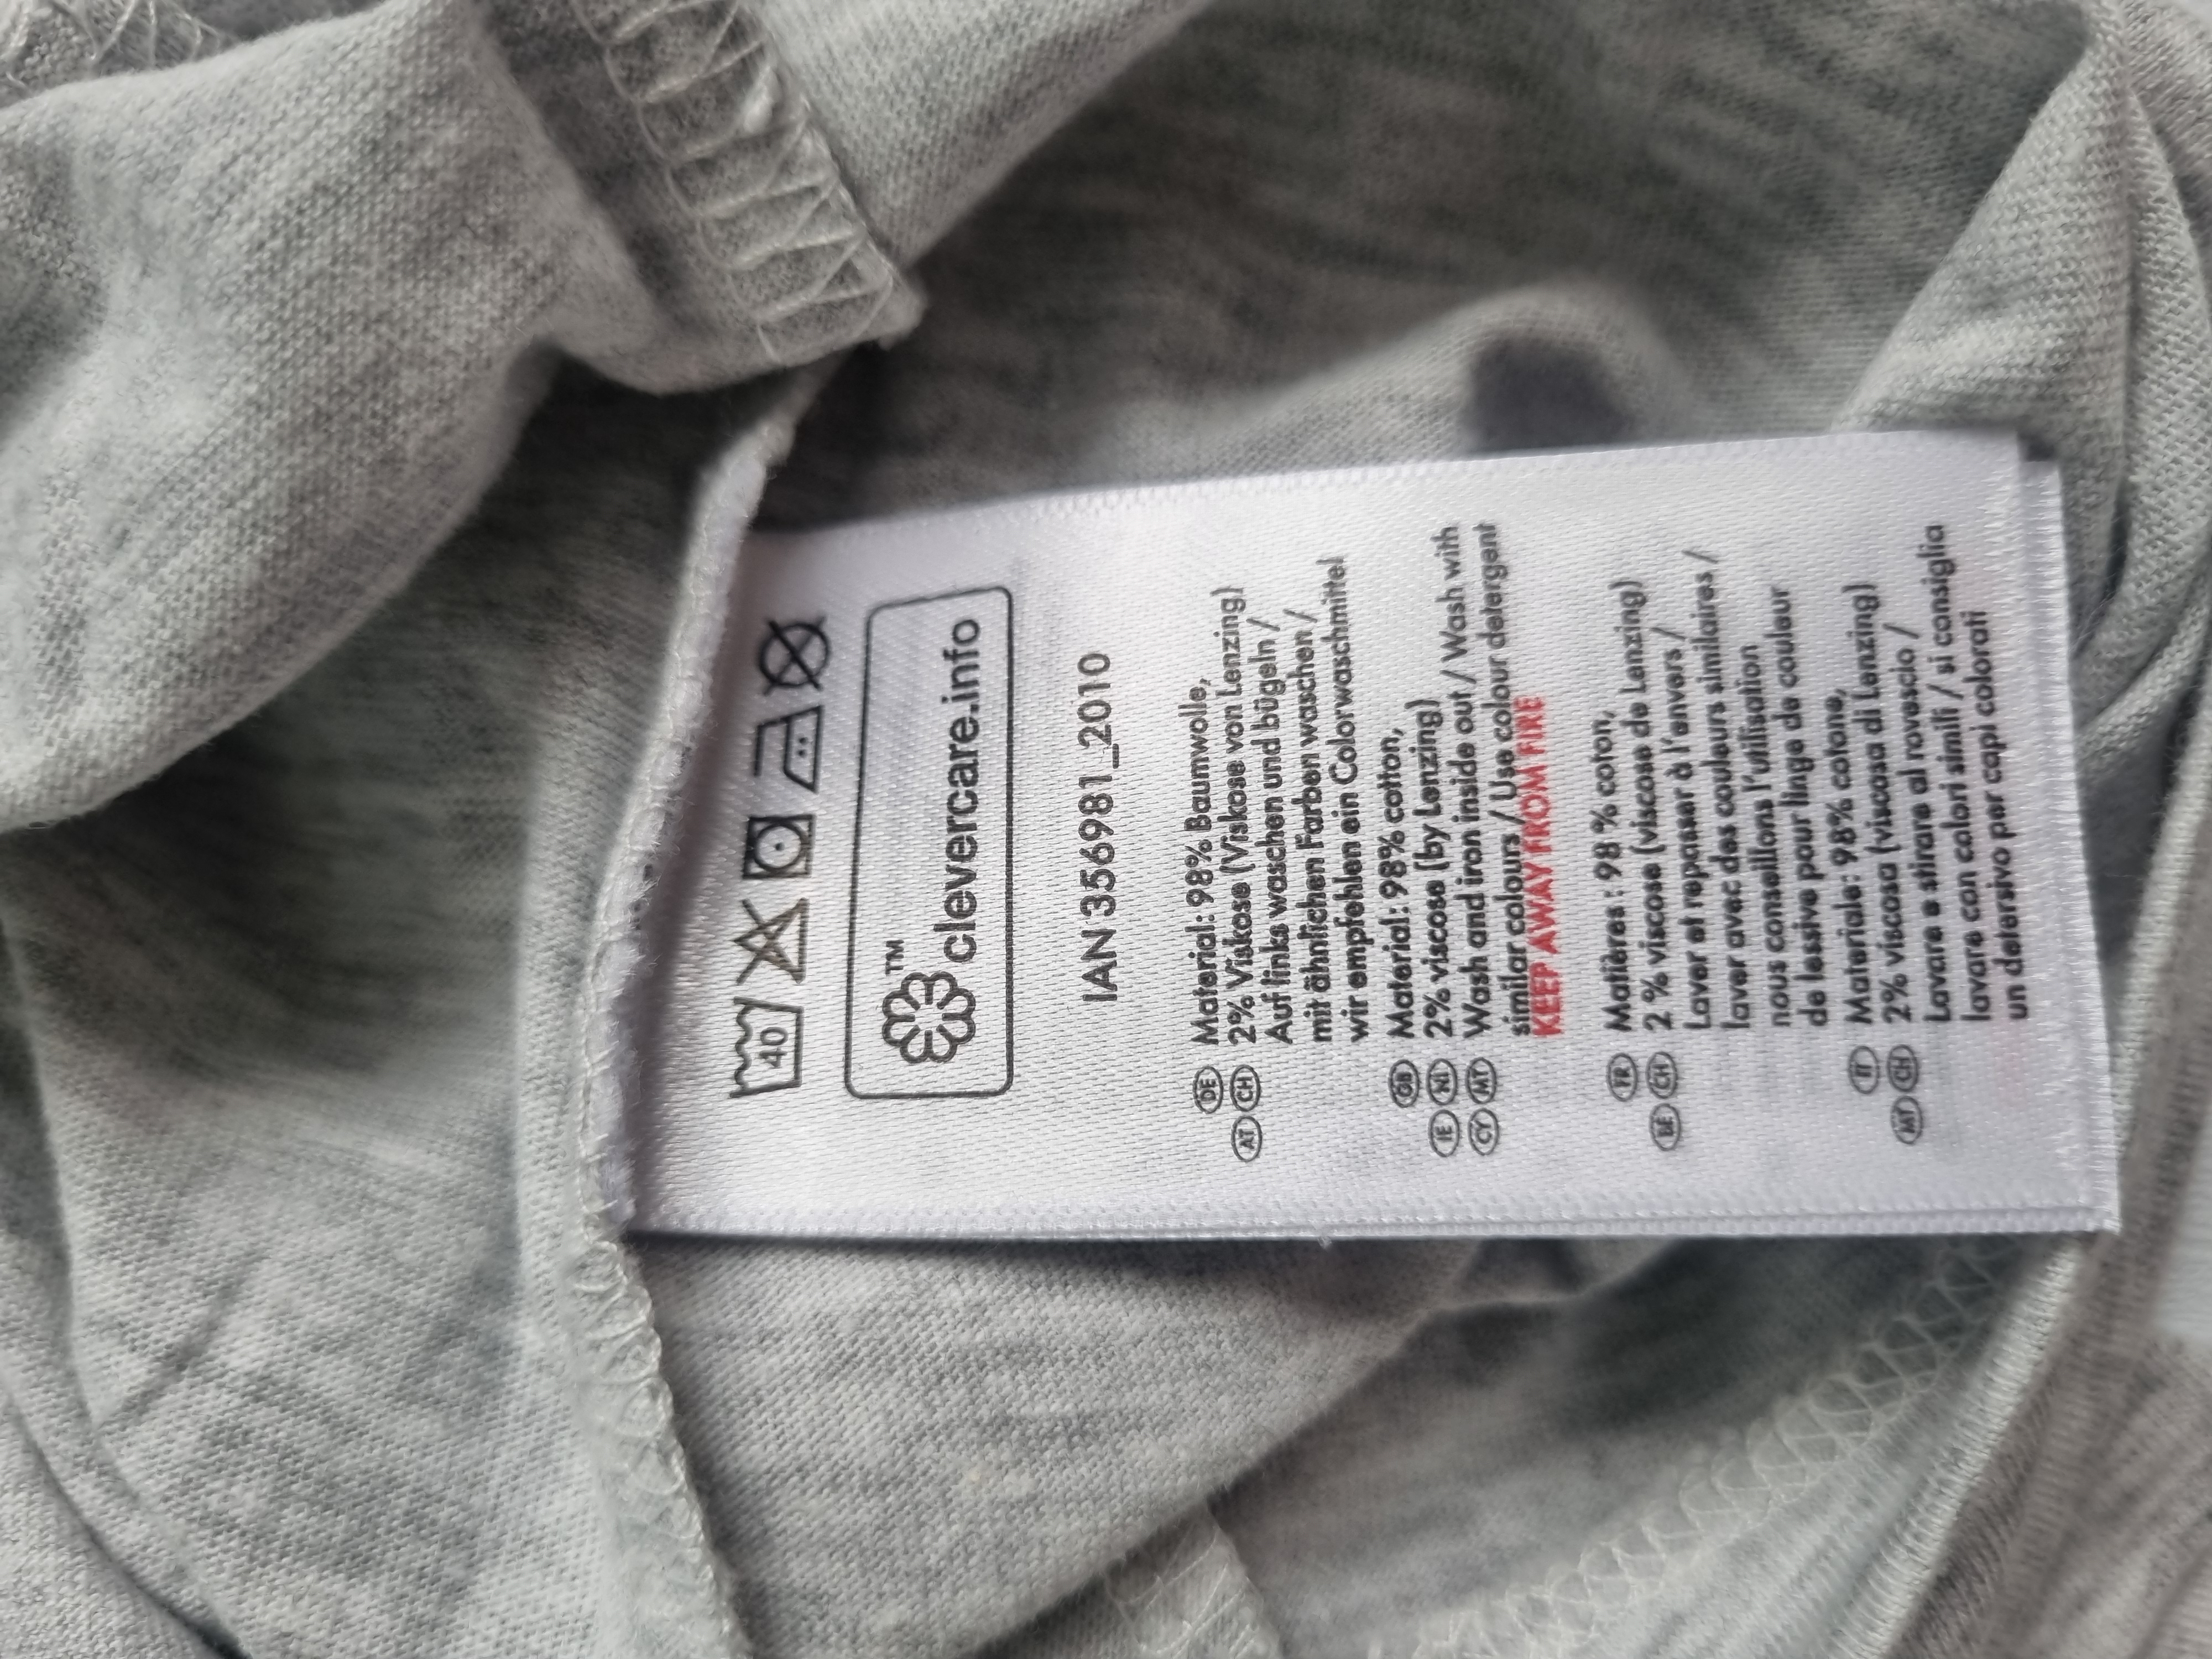 40
™
clevercare.info
IAN 356981_2010
DE Material: 98% Baumwolle,
AT CH 2% Viskose (Viskose von Lenzing)
Auf links waschen und bügeln /
mit ähnlichen Farben waschen /
wir empfehlen ein Colorwaschmittel
GB Material: 98% cotton,
IE NI 2% viscose (by Lenzing)
CY MT Wash and iron inside out / Wash with
similar colours / Use colour detergent
KEEP AWAY FROM FIRE
FR Matières : 98 % coton,
BE CH 2 % viscose (viscose de Lenzing)
Laver et repasser à l'envers /
laver avec des couleurs similaires /
nous conseillons l'utilisation
de lessive pour linge de couleur
IT Materiale: 98% cotone,
MT CH 2% viscosa (viscosa di Lenzing)
Lavare e stirare al rovescio /
lavare con colori simili / si consiglia
un detersivo per capi colorati